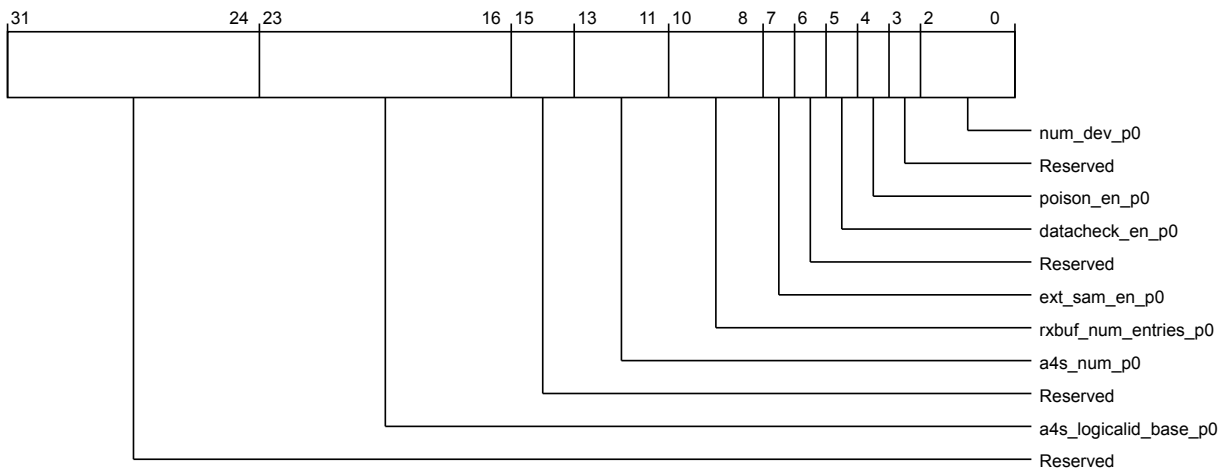 31 24 23 16 15 13 11 10 8 7 6 5 4 3 2 0
num_dev_p0
Reserved
poison_en_p0
datacheck_en_p0
Reserved
ext_sam_en_p0
rxbuf_num_entries_p0
a4s_num_p0
Reserved
a4s_logicalid_base_p0
Reserved